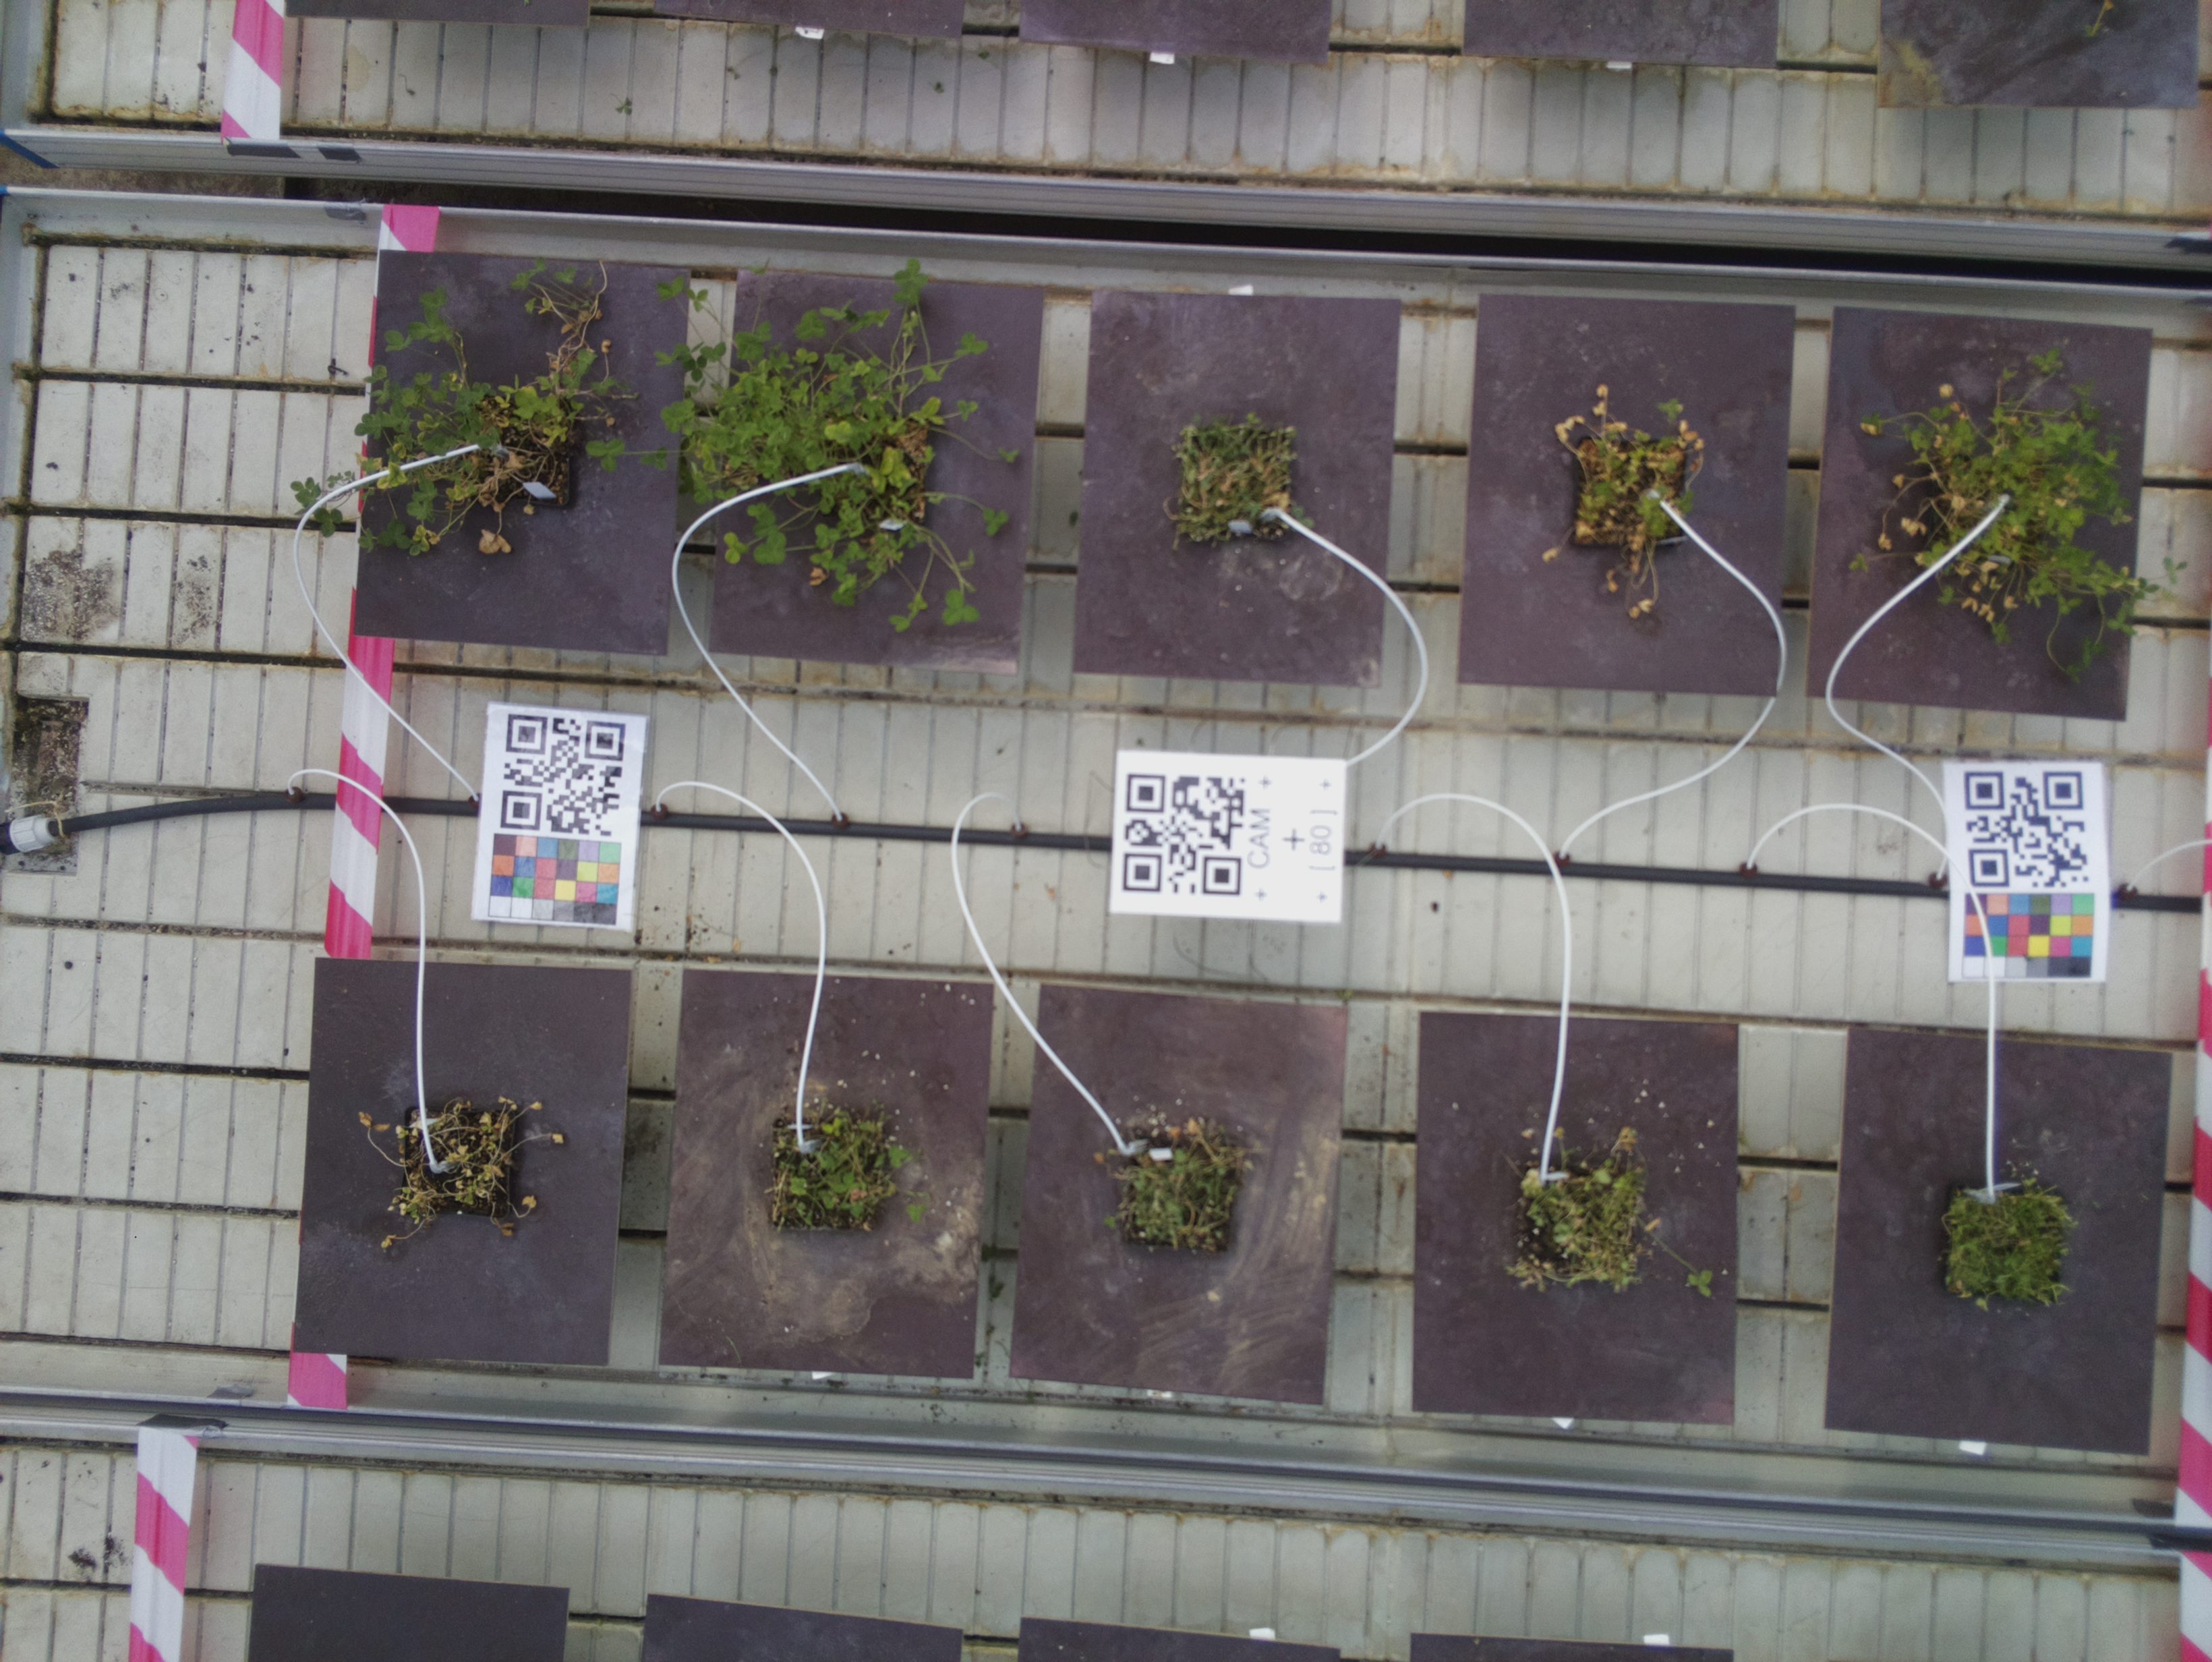 + CAM +
+
+ [ 80 ] +